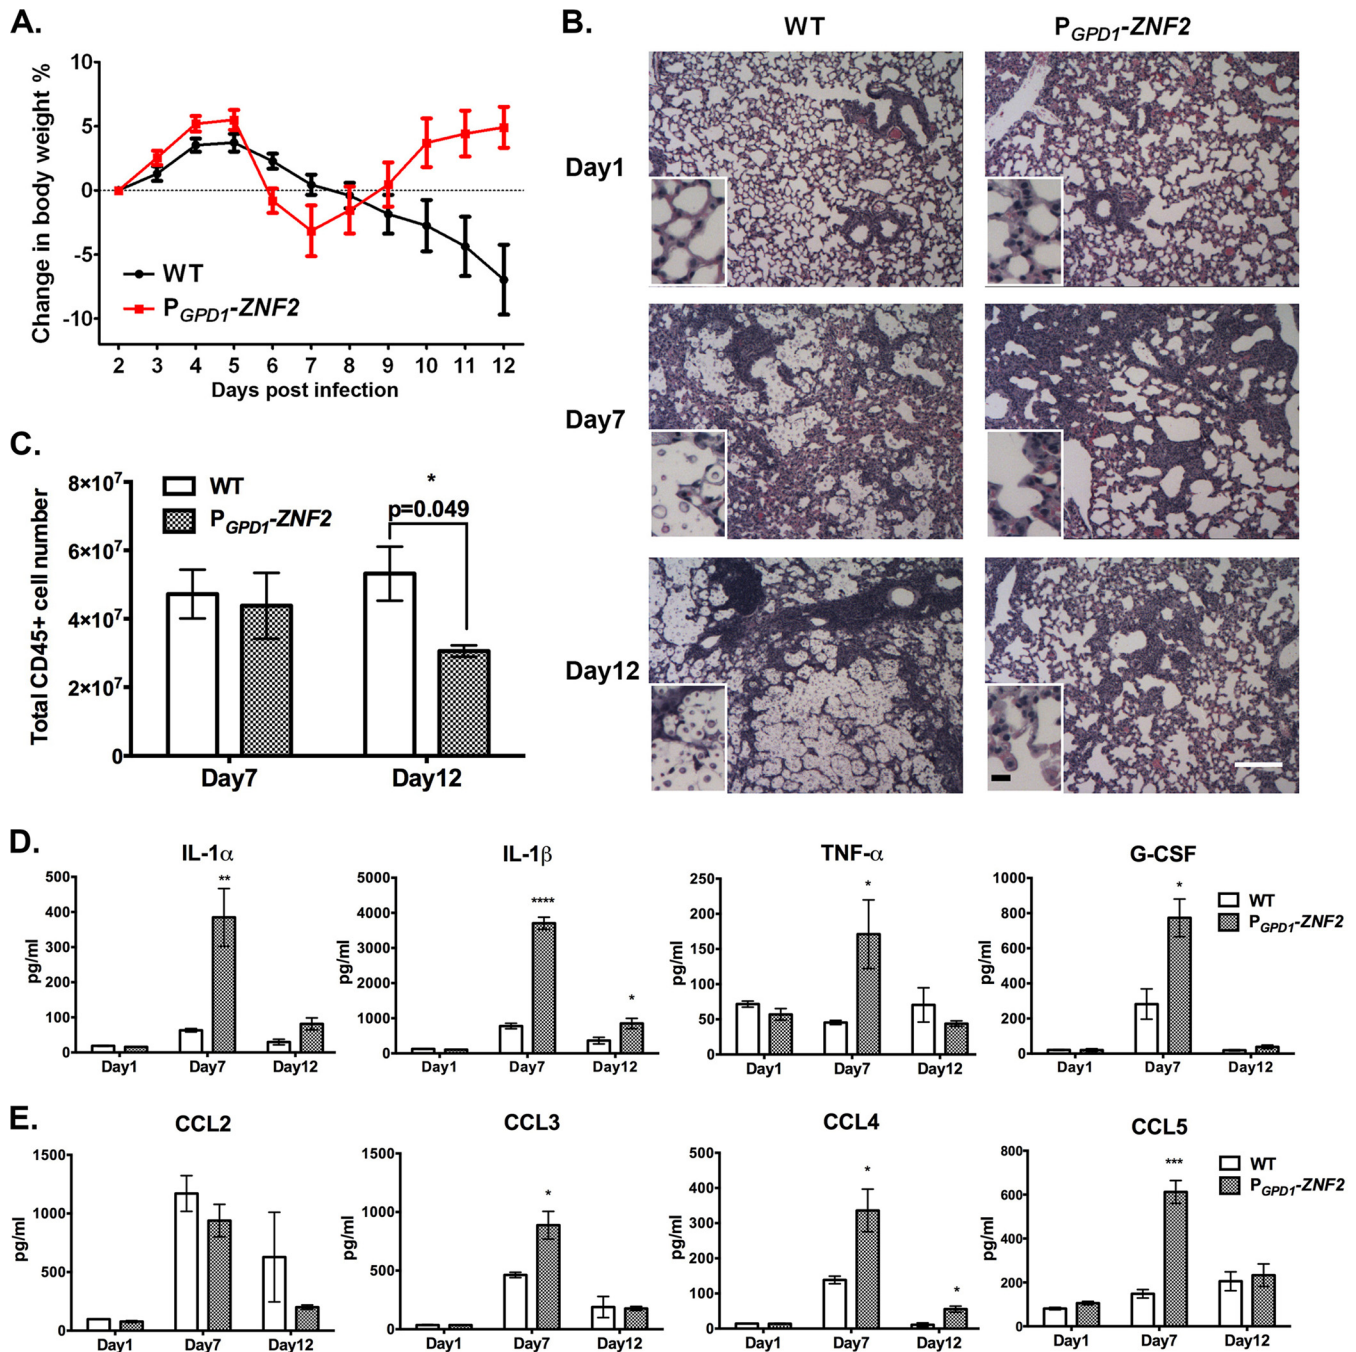 A.
Change in body weight %
10
5
0
-5
-10
WT
PGPD1-ZNF2
2 3 4 5 6 7 8 9 10 11 12
Days post infection
B.
WT PGPD1-ZNF2
Day1
Day7
Day12
C.
Total CD45+ cell number
8×10⁷
6×10⁷
4×10⁷
2×10⁷
0
WT
PGPD1-ZNF2
*
p=0.049
Day7 Day12
D.
IL-1α
pg/ml
500
400
300
200
100
0
**
Day1 Day7 Day12
IL-1β
pg/ml
5000
4000
3000
2000
1000
0
****
*
Day1 Day7 Day12
TNF-α
pg/ml
250
200
150
100
50
0
*
Day1 Day7 Day12
G-CSF
pg/ml
1000
800
600
400
200
0
*
Day1 Day7 Day12
WT
PGPD1-ZNF2
E.
CCL2
pg/ml
1500
1000
500
0
Day1 Day7 Day12
CCL3
pg/ml
1500
1000
500
0
*
Day1 Day7 Day12
CCL4
pg/ml
500
400
300
200
100
0
*
*
Day1 Day7 Day12
CCL5
pg/ml
800
600
400
200
0
***
Day1 Day7 Day12
WT
PGPD1-ZNF2